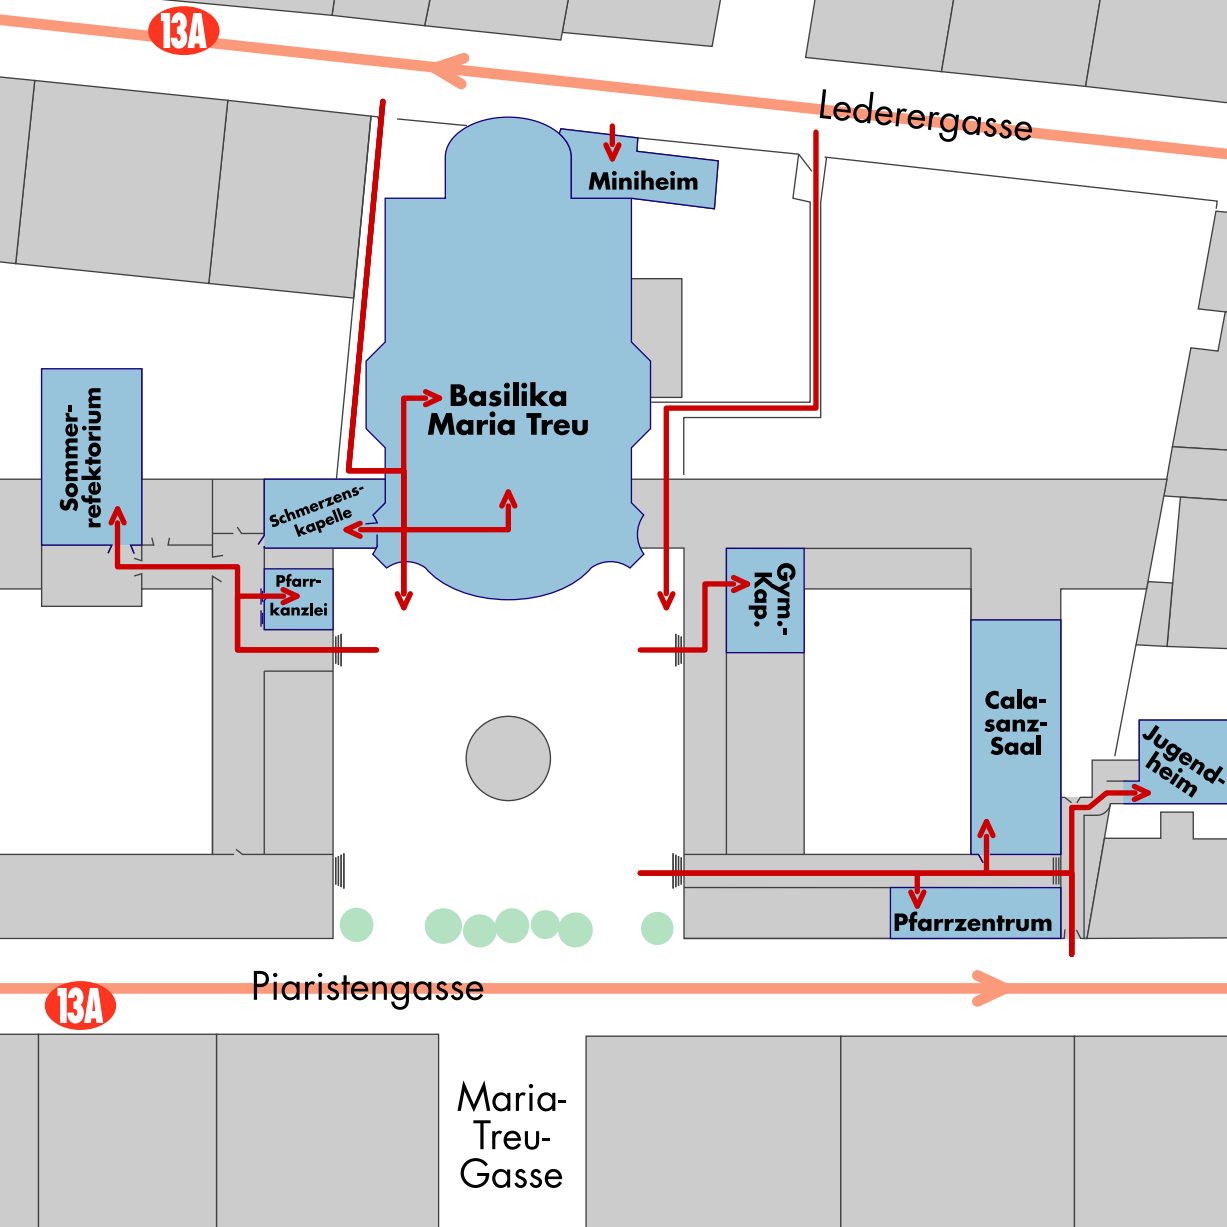 13A
Lederergasse
Miniheim
Basilika
Maria Treu
Sommer-
refektorium
Schmerzens-
kapelle
Pfarr-
kanzlei
Gym.-
Kap.
Cala-
sanz-
Saal
Jugend-
heim
Pfarrzentrum
Piaristengasse
13A
Maria-
Treu-
Gasse